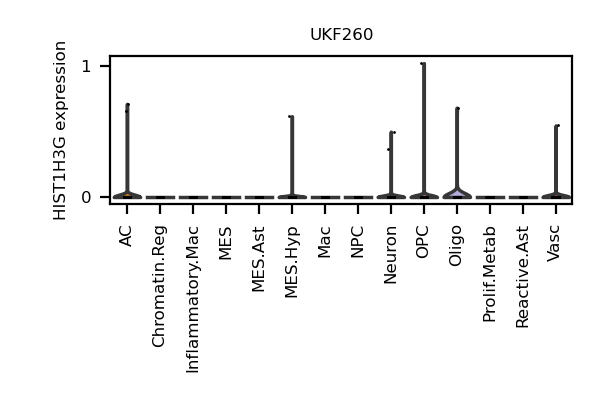 UKF260
HIST1H3G expression
1
0
AC
Chromatin.Reg
Inflammatory.Mac
MES
MES.Ast
MES.Hyp
Mac
NPC
Neuron
OPC
Oligo
Prolif.Metab
Reactive.Ast
Vasc